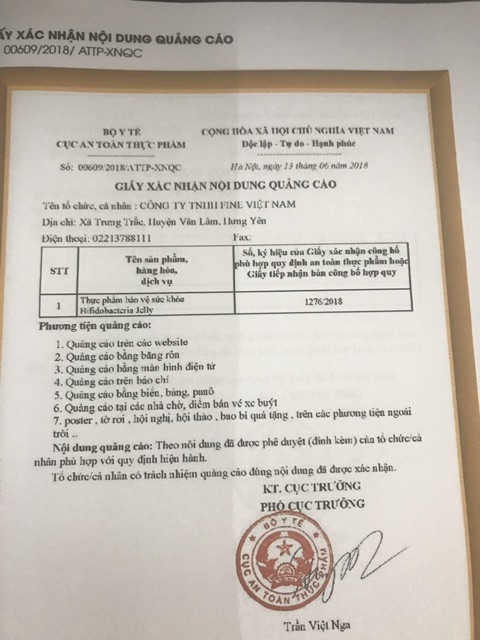 ẤY XÁC NHẬN NỘI DUNG QUẢNG CÁO
00609/2018/ ATTP-XNQC
BỘ Y TẾ
CỤC AN TOÀN THỰC PHẨM
CỘNG HÒA XÃ HỘI CHỦ NGHĨA VIỆT NAM
Độc lập - Tự do - Hạnh phúc
Số: 00609/2018/ATTP-XNQC
Hà Nội, ngày 13 tháng 06 năm 2018
GIẤY XÁC NHẬN NỘI DUNG QUẢNG CÁO
Tên tổ chức, cá nhân : CÔNG TY TNHH FINE VIỆT NAM
Địa chỉ: Xã Trưng Trắc, Huyện Văn Lâm, Hưng Yên
Điện thoại: 02213788111 Fax:
STT
Tên sản phẩm,
hàng hóa,
dịch vụ
Số, ký hiệu của Giấy xác nhận công bố
phù hợp quy định an toàn thực phẩm hoặc
Giấy tiếp nhận bản công bố hợp quy
1
Thực phẩm bảo vệ sức khỏe
Bifidobacteria Jelly
1276/2018
Phương tiện quảng cáo:
1. Quảng cáo trên các website
2. Quảng cáo bằng băng rôn
3. Quảng cáo bằng màn hình điện tử
4. Quảng cáo trên báo chí
5. Quảng cáo bằng biển, bảng, panô
6. Quảng cáo tại các nhà chờ, điểm bán vé xe buýt
7. poster , tờ rơi , hội nghị, hội thảo , bao bì quà tặng , trên các phương tiện ngoài
trời ..
Nội dung quảng cáo: Theo nội dung đã được phê duyệt (đính kèm) của tổ chức/cá
nhân phù hợp với quy định hiện hành.
Tổ chức/cá nhân có trách nhiệm quảng cáo đúng nội dung đã được xác nhận.
KT. CỤC TRƯỞNG
PHÓ CỤC TRƯỞNG
BỘ Y TẾ
CỤC AN TOÀN THỰC PHẨM
Trần Việt Nga